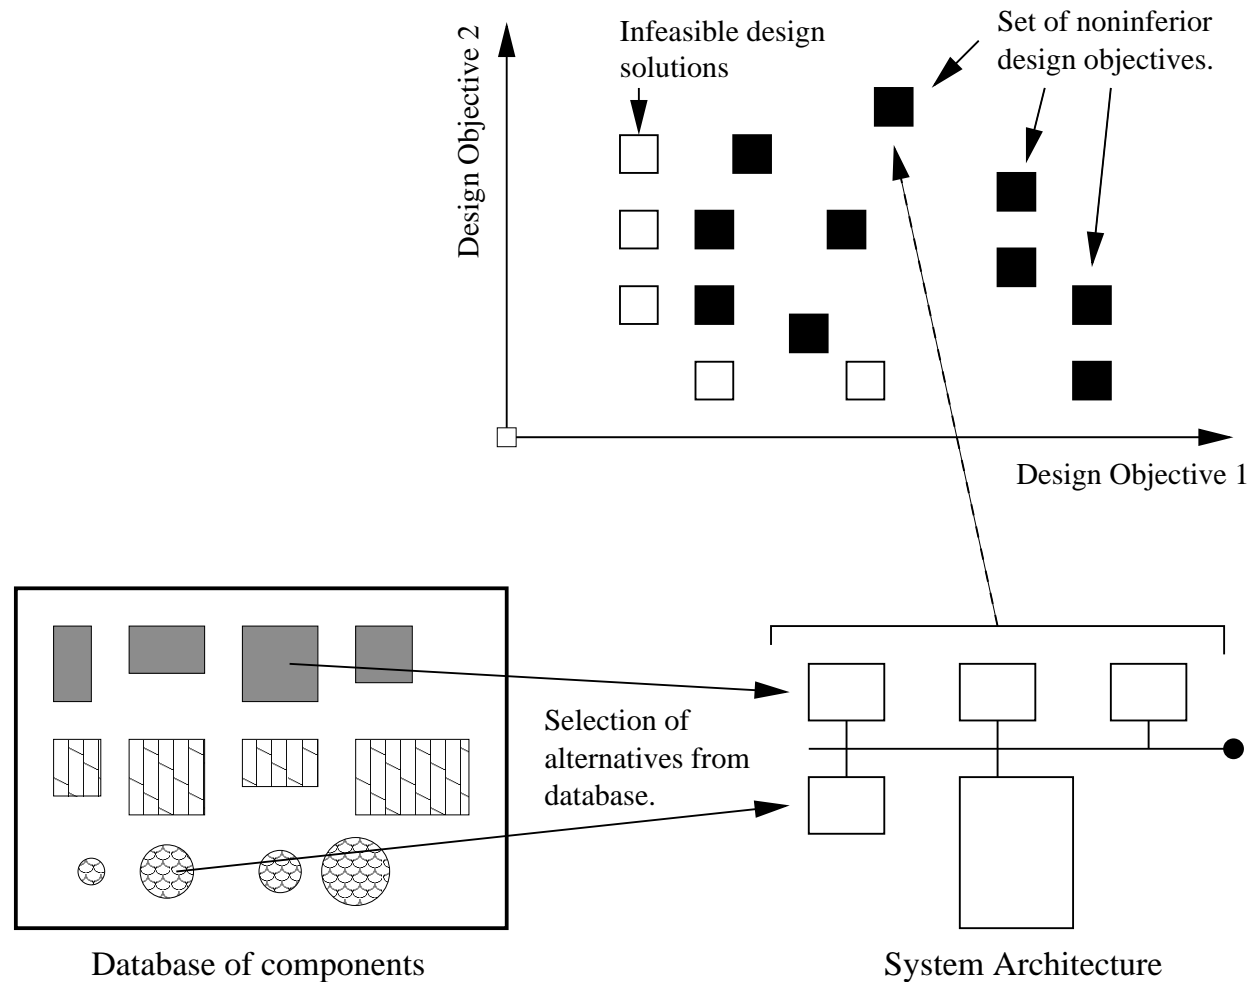 Infeasible design
solutions
Set of noninferior
design objectives.
Design Objective 2
Design Objective 1
Selection of
alternatives from
database.
Database of components
System Architecture